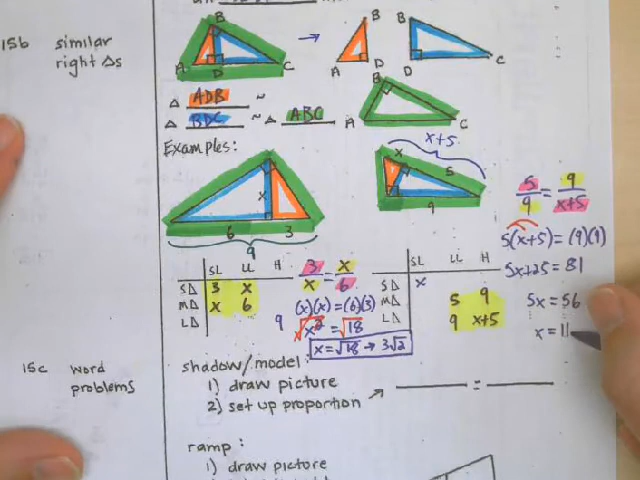 15b similar
right Δs
B
A D C
→
B
A D
B
D C
Δ ADB ~
Δ BDC ~ Δ ABC
B
A C
Examples:
x
6 3
9
x+5
x
5
9
SL LL H
SΔ 3 x
MΔ x 6
LΔ 9
3/x = x/6
(x)(x) = (6)(3)
√x² = √18
x = √18 → 3√2
SL LL H
SΔ x
MΔ 5 9
LΔ 9 x+5
5/9 = 9/x+5
5(x+5) = (9)(9)
5x+25 = 81
5x = 56
x = 11
15c word
problems
shadow/model:
1) draw picture
2) set up proportion → ____ = ____
ramp:
1) draw picture